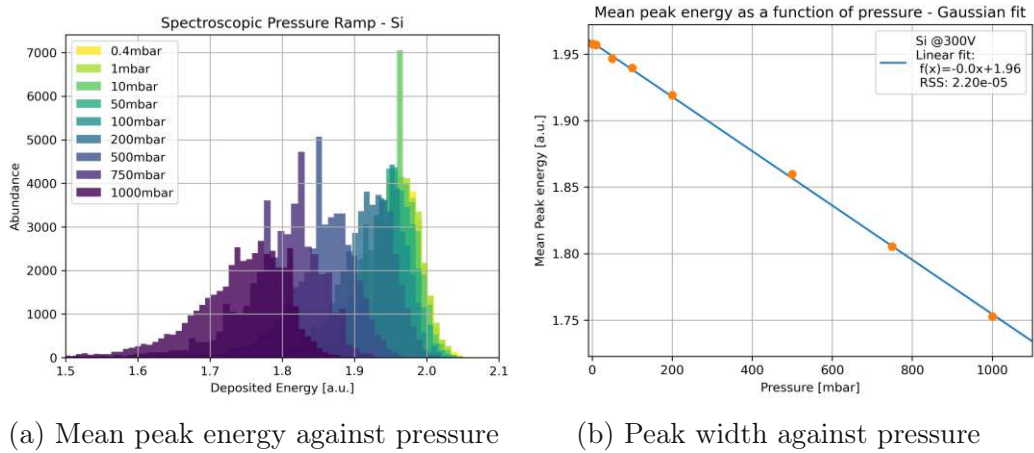 Spectroscopic Pressure Ramp - Si
7000
6000
5000
4000
3000
2000
1000
0
Abundance
0.4mbar
1mbar
10mbar
50mbar
100mbar
200mbar
500mbar
750mbar
1000mbar
1.5 1.6 1.7 1.8 1.9 2.0 2.1
Deposited Energy [a.u.]
(a) Mean peak energy against pressure
Mean peak energy as a function of pressure - Gaussian fit
1.95
1.90
1.85
1.80
1.75
Mean Peak energy [a.u.]
Si @300V
Linear fit:
f(x)=-0.0x+1.96
RSS: 2.20e-05
0 200 400 600 800 1000
Pressure [mbar]
(b) Peak width against pressure